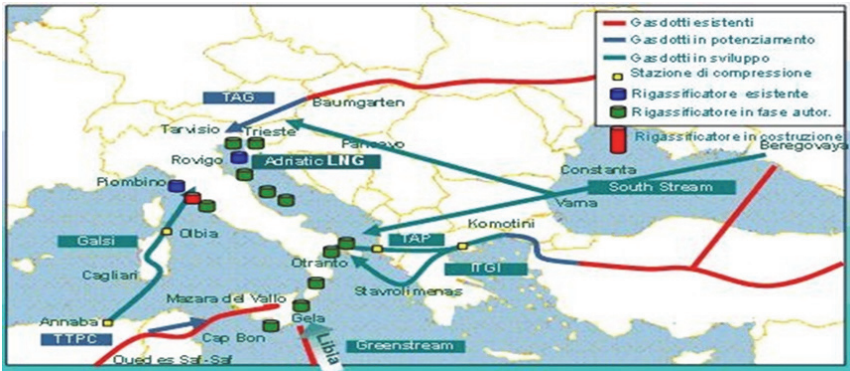 Gasdotti esistenti
Gasdotti in potenziamento
Gasdotti in sviluppo
Stazione di compressione
Rigassificatore esistente
Rigassificatore in fase autor.
Rigassificatore in costruzione
TAG
Baumgarten
Tarvisio
Trieste
Pancevo
Rovigo
Adriatic LNG
Beregovaya
Constanta
Piombino
South Stream
Varna
Olbia
Komotini
Galsi
TAP
Otranto
ITGI
Cagliari
Stavrolimenas
Mazara del Vallo
Annaba
Gela
TTPC
Cap Bon
Libia
Greenstream
Oued es Saf-Saf